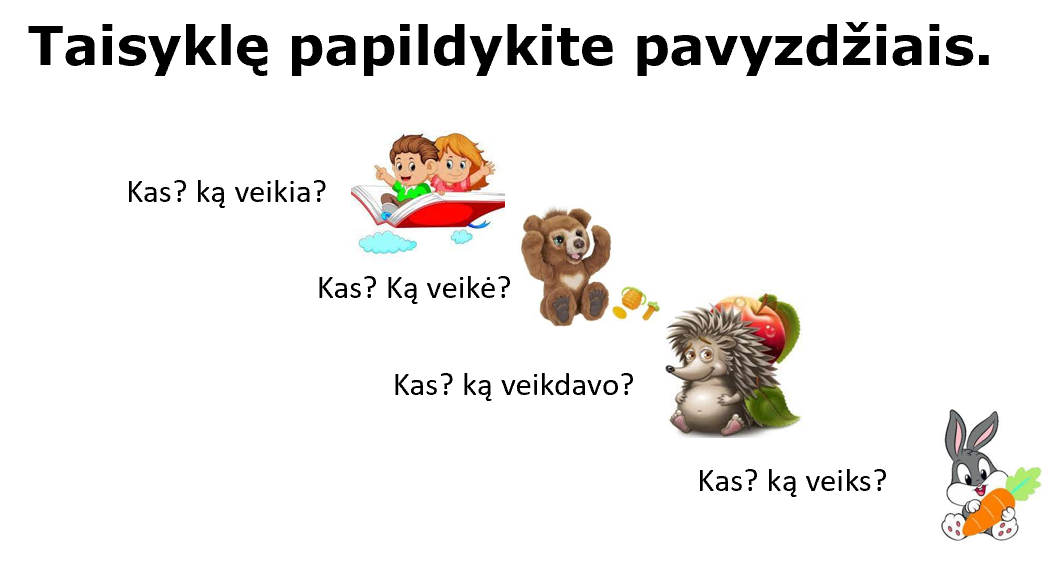 Taisyklę papildykite pavyzdžiais.
Kas? ką veikia?
Kas? Ką veikė?
Kas? ką veikdavo?
Kas? ką veiks?